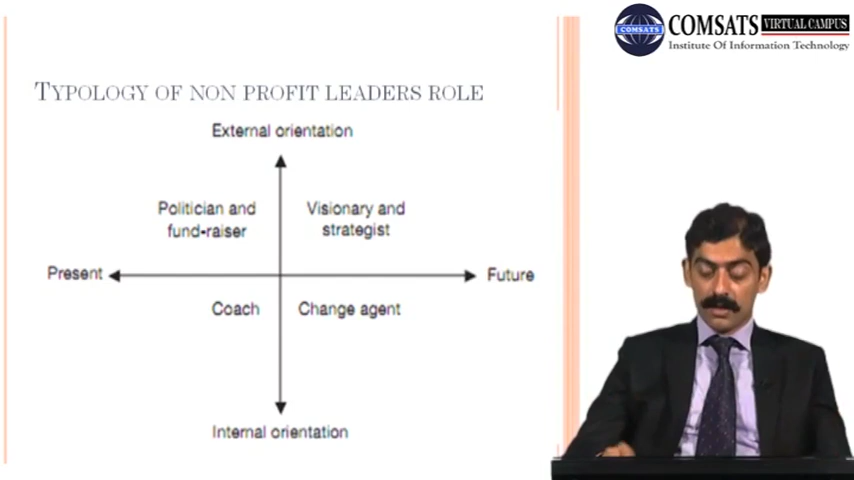 COMSATS VIRTUAL CAMPUS
COMSATS
Institute Of Information Technology
TYPOLOGY OF NON PROFIT LEADERS ROLE
External orientation
Politician and
fund-raiser
Visionary and
strategist
Present
Future
Coach
Change agent
Internal orientation